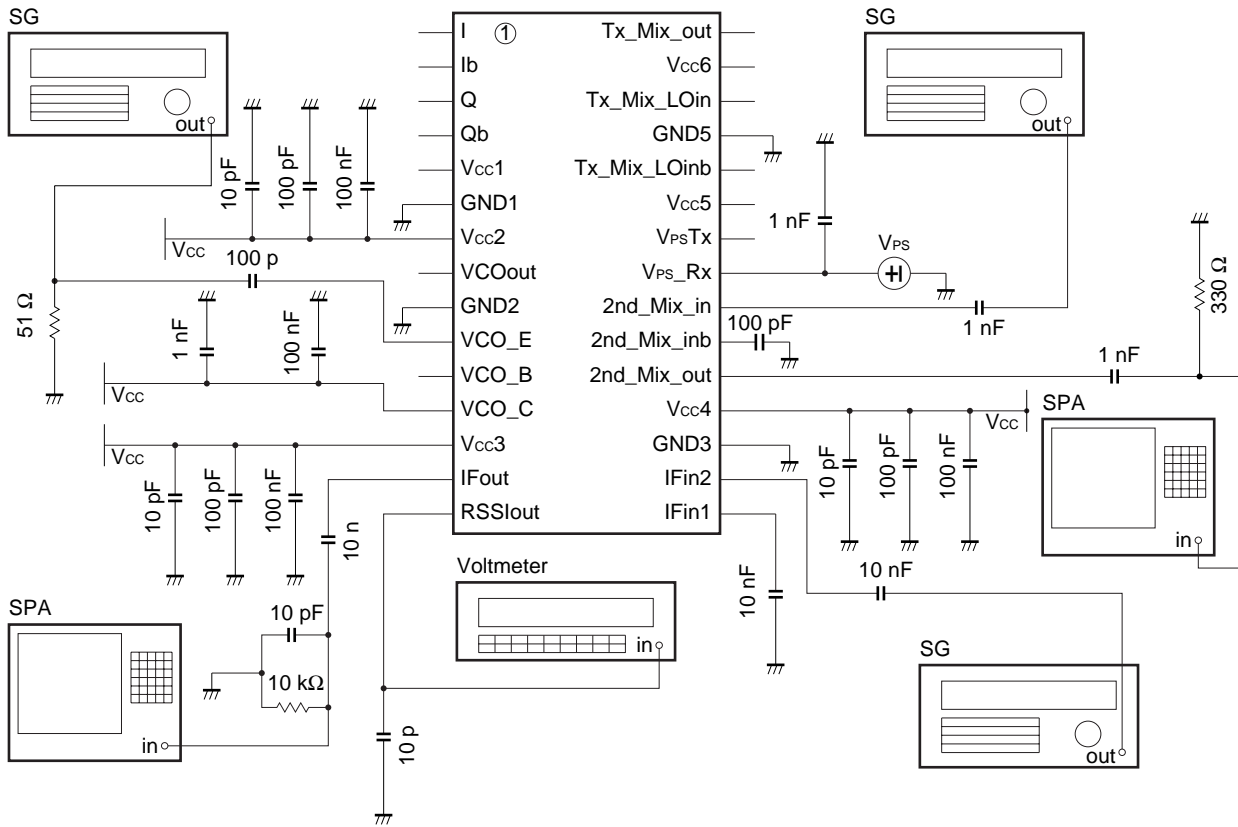 SG
out
51 Ω
10 pF
100 pF
100 nF
VCC
100 p
1 nF
100 nF
VCC
VCC
10 pF
100 pF
100 nF
10 n
SPA
in
10 pF
10 kΩ
10 p
①
I
Ib
Q
Qb
VCC1
GND1
VCC2
VCOout
GND2
VCO_E
VCO_B
VCO_C
VCC3
IFout
RSSIout
Tx_Mix_out
VCC6
Tx_Mix_LOin
GND5
Tx_Mix_LOinb
VCC5
VPSTx
VPS_Rx
2nd_Mix_in
2nd_Mix_inb
2nd_Mix_out
VCC4
GND3
IFin2
IFin1
Voltmeter
in
SG
out
1 nF
VPS
1 nF
100 pF
330 Ω
1 nF
VCC
10 pF
100 pF
100 nF
SPA
in
10 nF
10 nF
SG
out